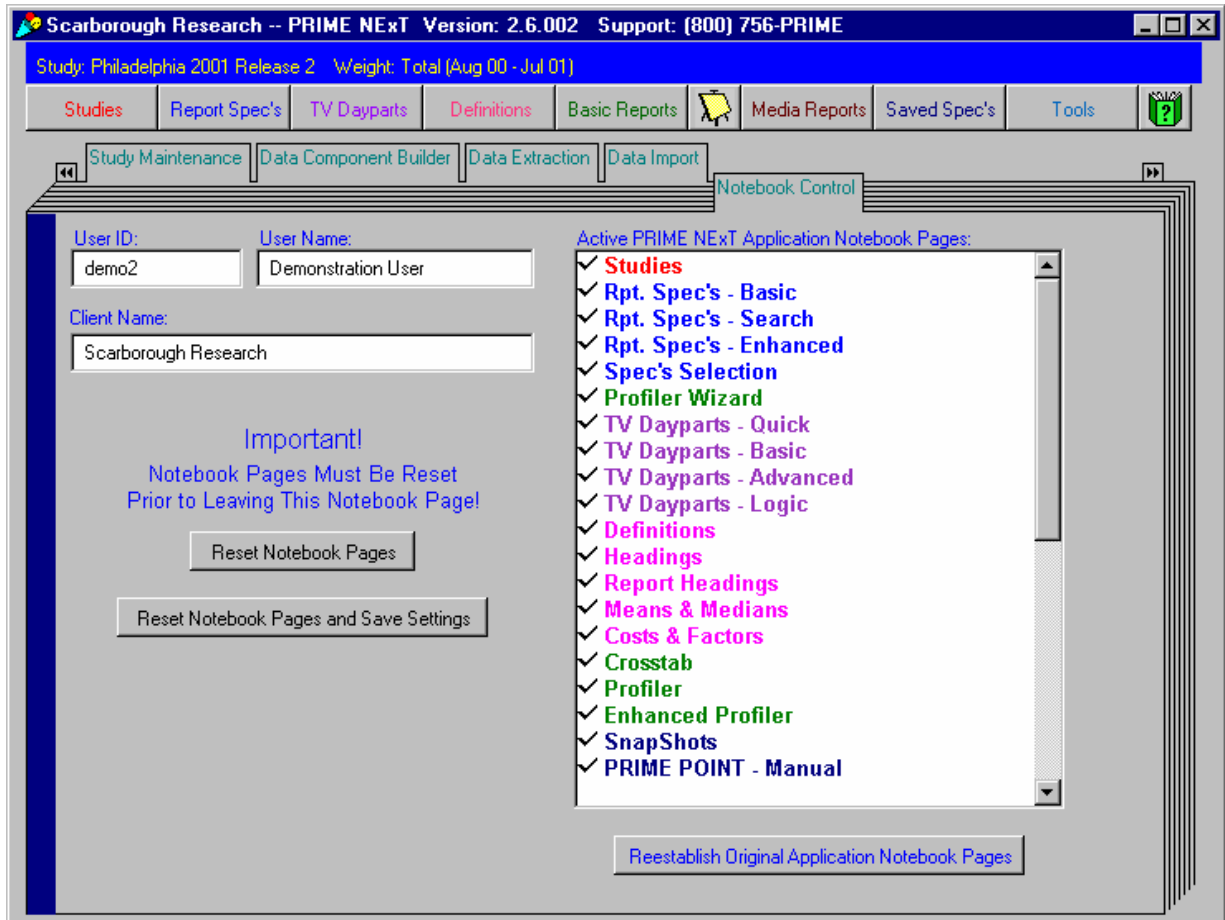 Scarborough Research -- PRIME NExT Version: 2.6.002 Support: (800) 756-PRIME
Study: Philadelphia 2001 Release 2 Weight: Total (Aug 00 - Jul 01)
Studies Report Spec's TV Dayparts Definitions Basic Reports Media Reports Saved Spec's Tools ?
Study Maintenance Data Component Builder Data Extraction Data Import
Notebook Control
User ID: User Name:
demo2 Demonstration User
Client Name:
Scarborough Research
Important!
Notebook Pages Must Be Reset
Prior to Leaving This Notebook Page!
Reset Notebook Pages
Reset Notebook Pages and Save Settings
Active PRIME NExT Application Notebook Pages:
Studies
Rpt. Spec's - Basic
Rpt. Spec's - Search
Rpt. Spec's - Enhanced
Spec's Selection
Profiler Wizard
TV Dayparts - Quick
TV Dayparts - Basic
TV Dayparts - Advanced
TV Dayparts - Logic
Definitions
Headings
Report Headings
Means & Medians
Costs & Factors
Crosstab
Profiler
Enhanced Profiler
SnapShots
PRIME POINT - Manual
Reestablish Original Application Notebook Pages